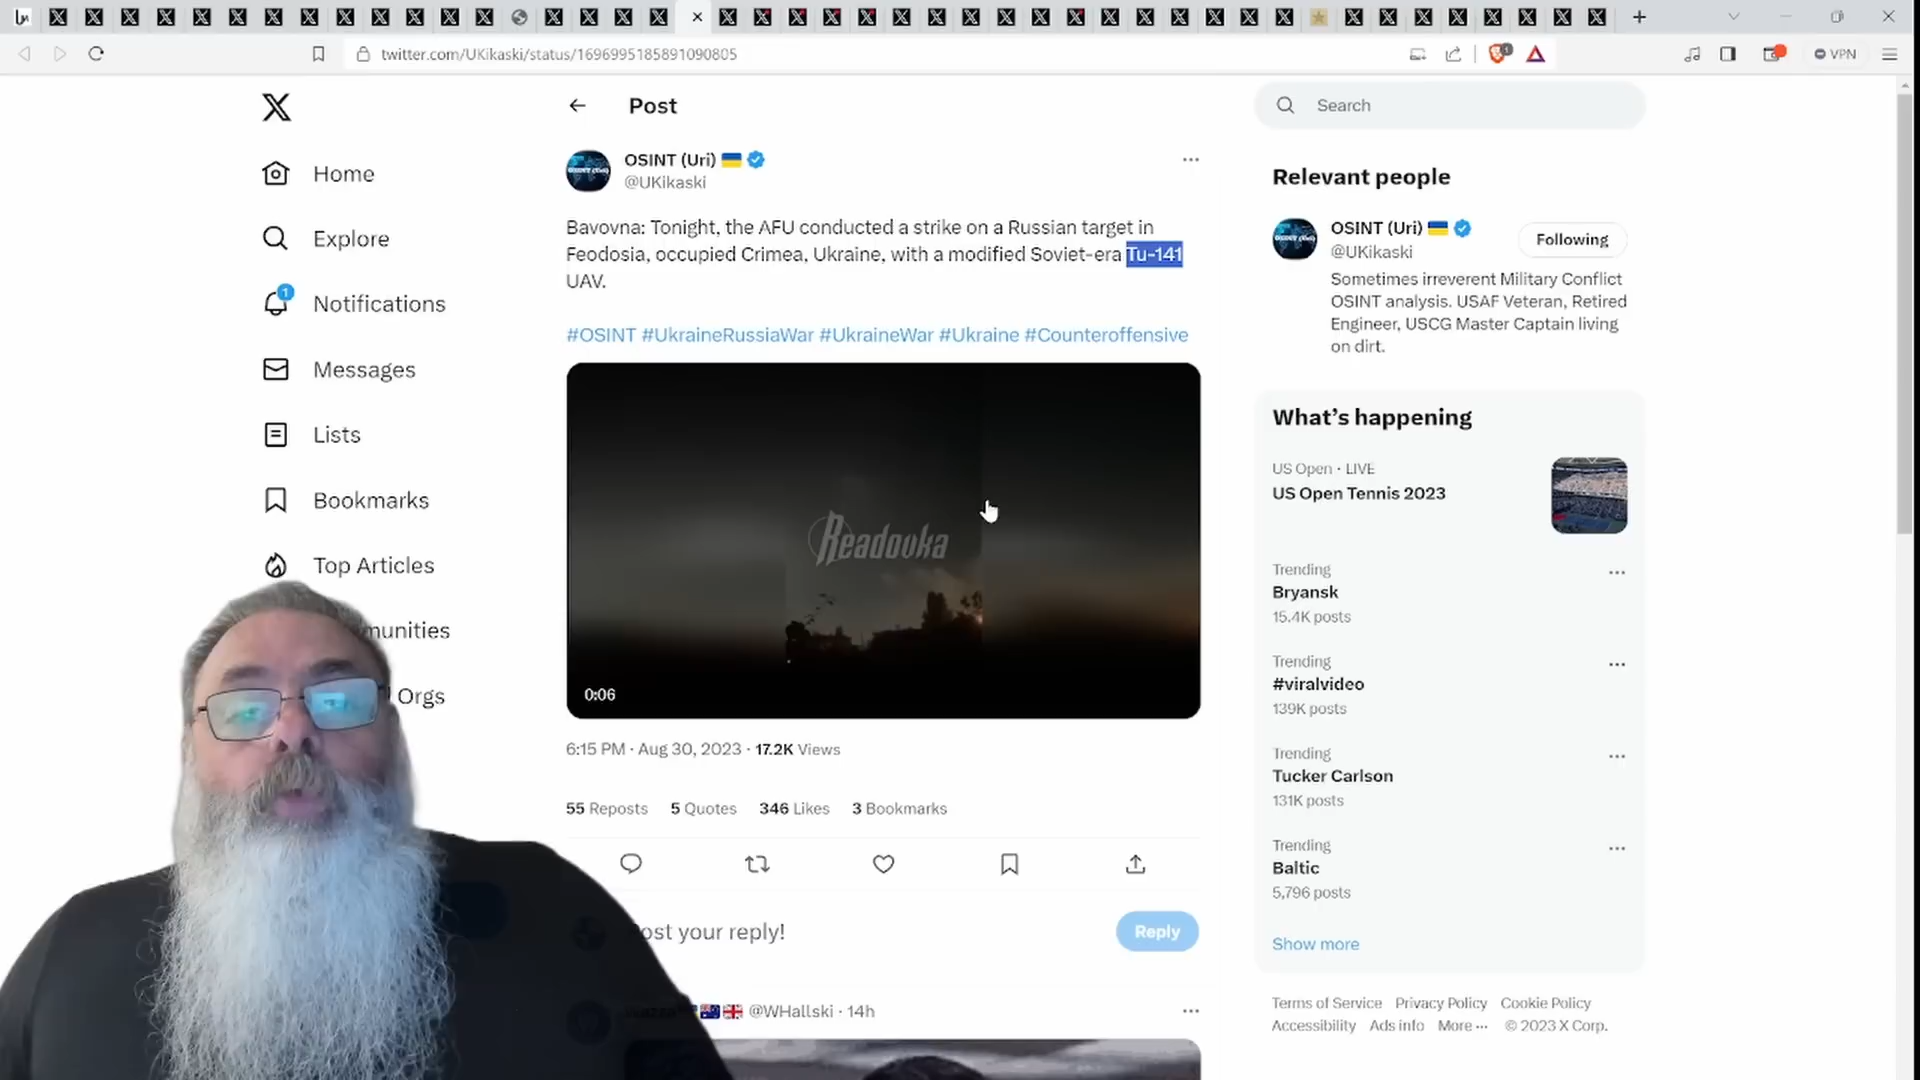 twitter.com/UKikaski/status/1696995185891090805
VPN
Post
Search
Home
Explore
1
Notifications
Messages
Lists
Bookmarks
Top Articles
munities
Orgs
OSINT (Uri)
@UKikaski
Bavovna: Tonight, the AFU conducted a strike on a Russian target in
Feodosia, occupied Crimea, Ukraine, with a modified Soviet-era Tu-141
UAV.
#OSINT #UkraineRussiaWar #UkraineWar #Ukraine #Counteroffensive
Readovka
0:06
6:15 PM · Aug 30, 2023 · 17.2K Views
55 Reposts 5 Quotes 346 Likes 3 Bookmarks
ost your reply!
Reply
@WHallski · 14h
Relevant people
OSINT (Uri)
@UKikaski
Following
Sometimes irreverent Military Conflict
OSINT analysis. USAF Veteran, Retired
Engineer, USCG Master Captain living
on dirt.
What's happening
US Open · LIVE
US Open Tennis 2023
Trending
Bryansk
15.4K posts
Trending
#viralvideo
139K posts
Trending
Tucker Carlson
131K posts
Trending
Baltic
5,796 posts
Show more
Terms of Service Privacy Policy Cookie Policy
Accessibility Ads info More ··· © 2023 X Corp.